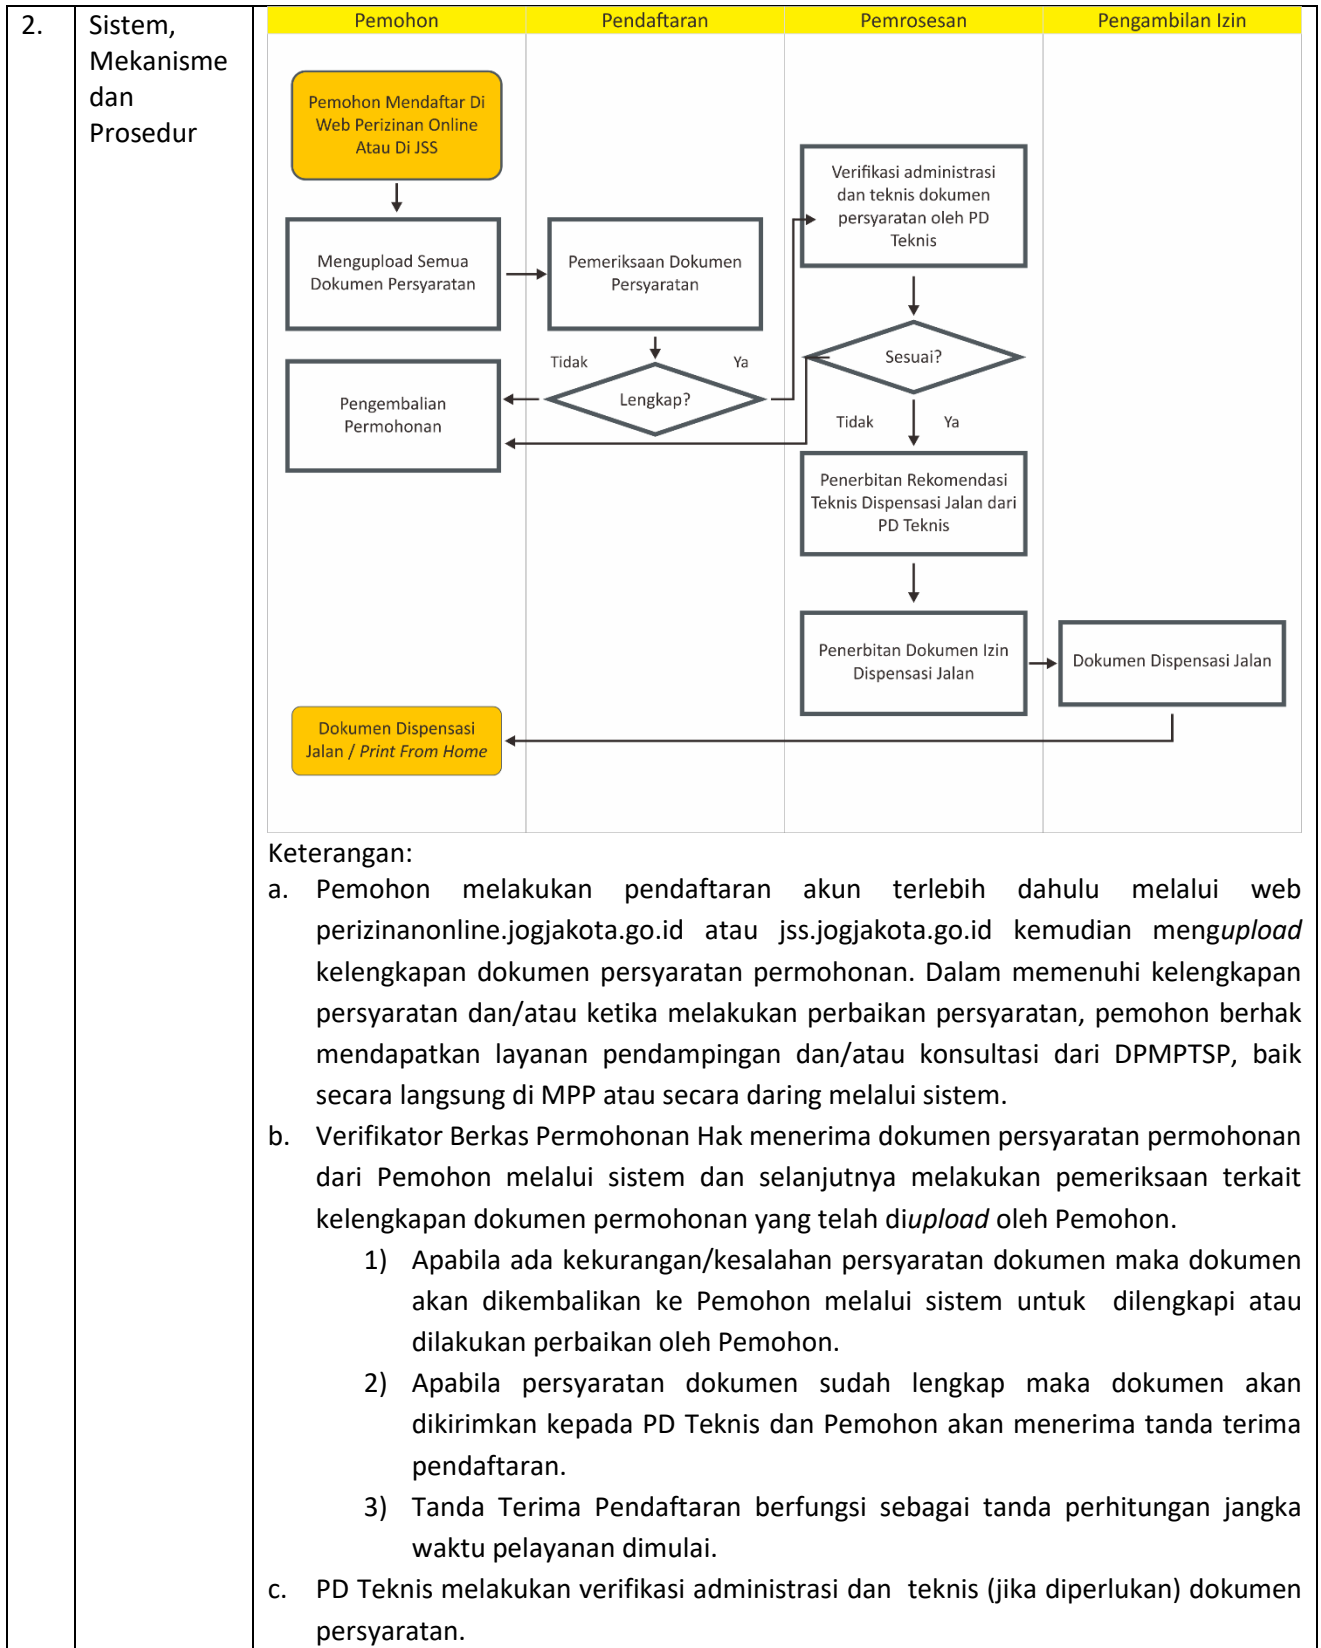 2.
Sistem,
Mekanisme
dan
Prosedur
Pemohon
Pendaftaran
Pemrosesan
Pengambilan Izin
Pemohon Mendaftar Di
Web Perizinan Online
Atau Di JSS
Mengupload Semua
Dokumen Persyaratan
Pemeriksaan Dokumen
Persyaratan
Verifikasi administrasi
dan teknis dokumen
persyaratan oleh PD
Teknis
Tidak
Ya
Lengkap?
Sesuai?
Pengembalian
Permohonan
Tidak
Ya
Penerbitan Rekomendasi
Teknis Dispensasi Jalan dari
PD Teknis
Penerbitan Dokumen Izin
Dispensasi Jalan
Dokumen Dispensasi Jalan
Dokumen Dispensasi
Jalan / Print From Home
Keterangan:
a. Pemohon melakukan pendaftaran akun terlebih dahulu melalui web
perizinanonline.jogjakota.go.id atau jss.jogjakota.go.id kemudian mengupload
kelengkapan dokumen persyaratan permohonan. Dalam memenuhi kelengkapan
persyaratan dan/atau ketika melakukan perbaikan persyaratan, pemohon berhak
mendapatkan layanan pendampingan dan/atau konsultasi dari DPMPTSP, baik
secara langsung di MPP atau secara daring melalui sistem.
b. Verifikator Berkas Permohonan Hak menerima dokumen persyaratan permohonan
dari Pemohon melalui sistem dan selanjutnya melakukan pemeriksaan terkait
kelengkapan dokumen permohonan yang telah diupload oleh Pemohon.
1) Apabila ada kekurangan/kesalahan persyaratan dokumen maka dokumen
akan dikembalikan ke Pemohon melalui sistem untuk dilengkapi atau
dilakukan perbaikan oleh Pemohon.
2) Apabila persyaratan dokumen sudah lengkap maka dokumen akan
dikirimkan kepada PD Teknis dan Pemohon akan menerima tanda terima
pendaftaran.
3) Tanda Terima Pendaftaran berfungsi sebagai tanda perhitungan jangka
waktu pelayanan dimulai.
c. PD Teknis melakukan verifikasi administrasi dan teknis (jika diperlukan) dokumen
persyaratan.